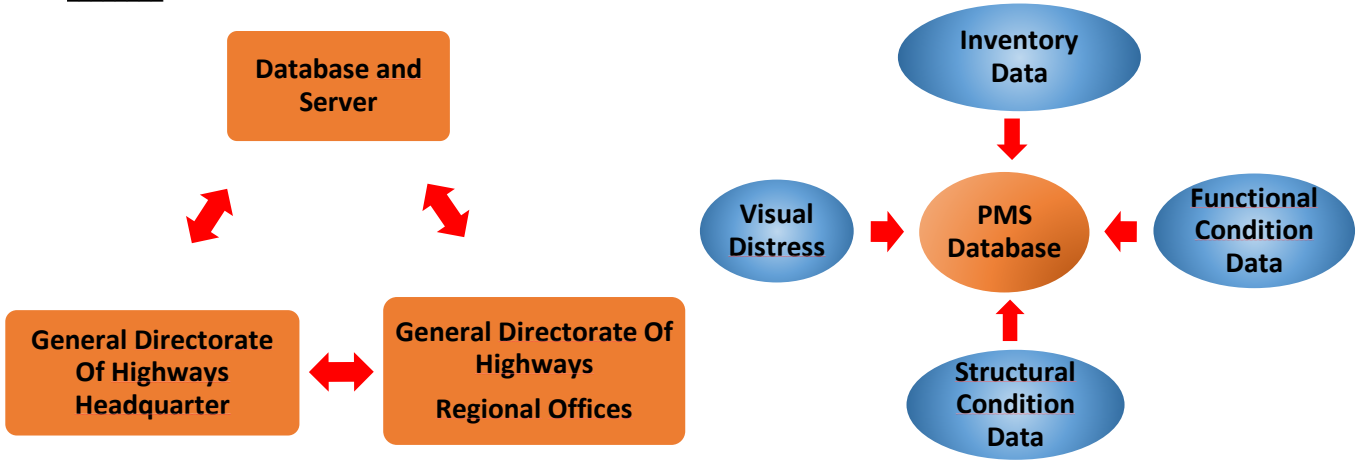 Database and
Server
General Directorate
Of Highways
Headquarter
General Directorate Of
Highways
Regional Offices
Inventory
Data
Visual
Distress
PMS
Database
Functional
Condition
Data
Structural
Condition
Data